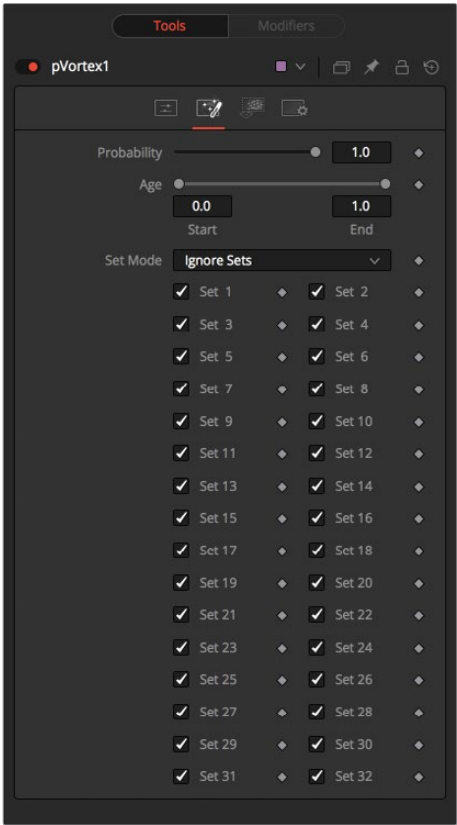 Tools Modifiers
pVortex1
Probability 1.0
Age
0.0 1.0
Start End
Set Mode Ignore Sets
Set 1 Set 2
Set 3 Set 4
Set 5 Set 6
Set 7 Set 8
Set 9 Set 10
Set 11 Set 12
Set 13 Set 14
Set 15 Set 16
Set 17 Set 18
Set 19 Set 20
Set 21 Set 22
Set 23 Set 24
Set 25 Set 26
Set 27 Set 28
Set 29 Set 30
Set 31 Set 32